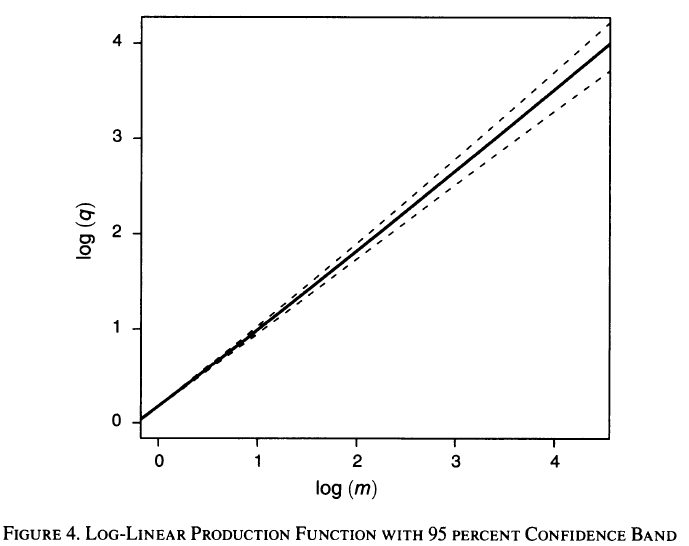 4
3
2
1
0
log (q)
0 1 2 3 4
log (m)
FIGURE 4. LOG-LINEAR PRODUCTION FUNCTION WITH 95 PERCENT CONFIDENCE BAND